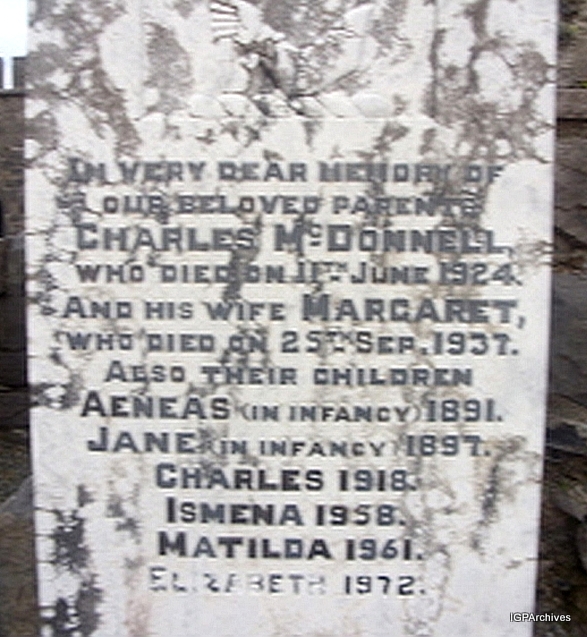 IN VERY DEAR MEMORY OF
OUR BELOVED PARENTS
CHARLES McDONNELL,
WHO DIED ON 11TH JUNE 1924.
AND HIS WIFE MARGARET,
WHO DIED ON 25TH SEP. 1937.
ALSO THEIR CHILDREN
AENEAS (IN INFANCY) 1891.
JANE (IN INFANCY) 1897.
CHARLES 1918.
ISMENA 1958.
MATILDA 1961.
ELIZABETH 1972.
IGPArchives